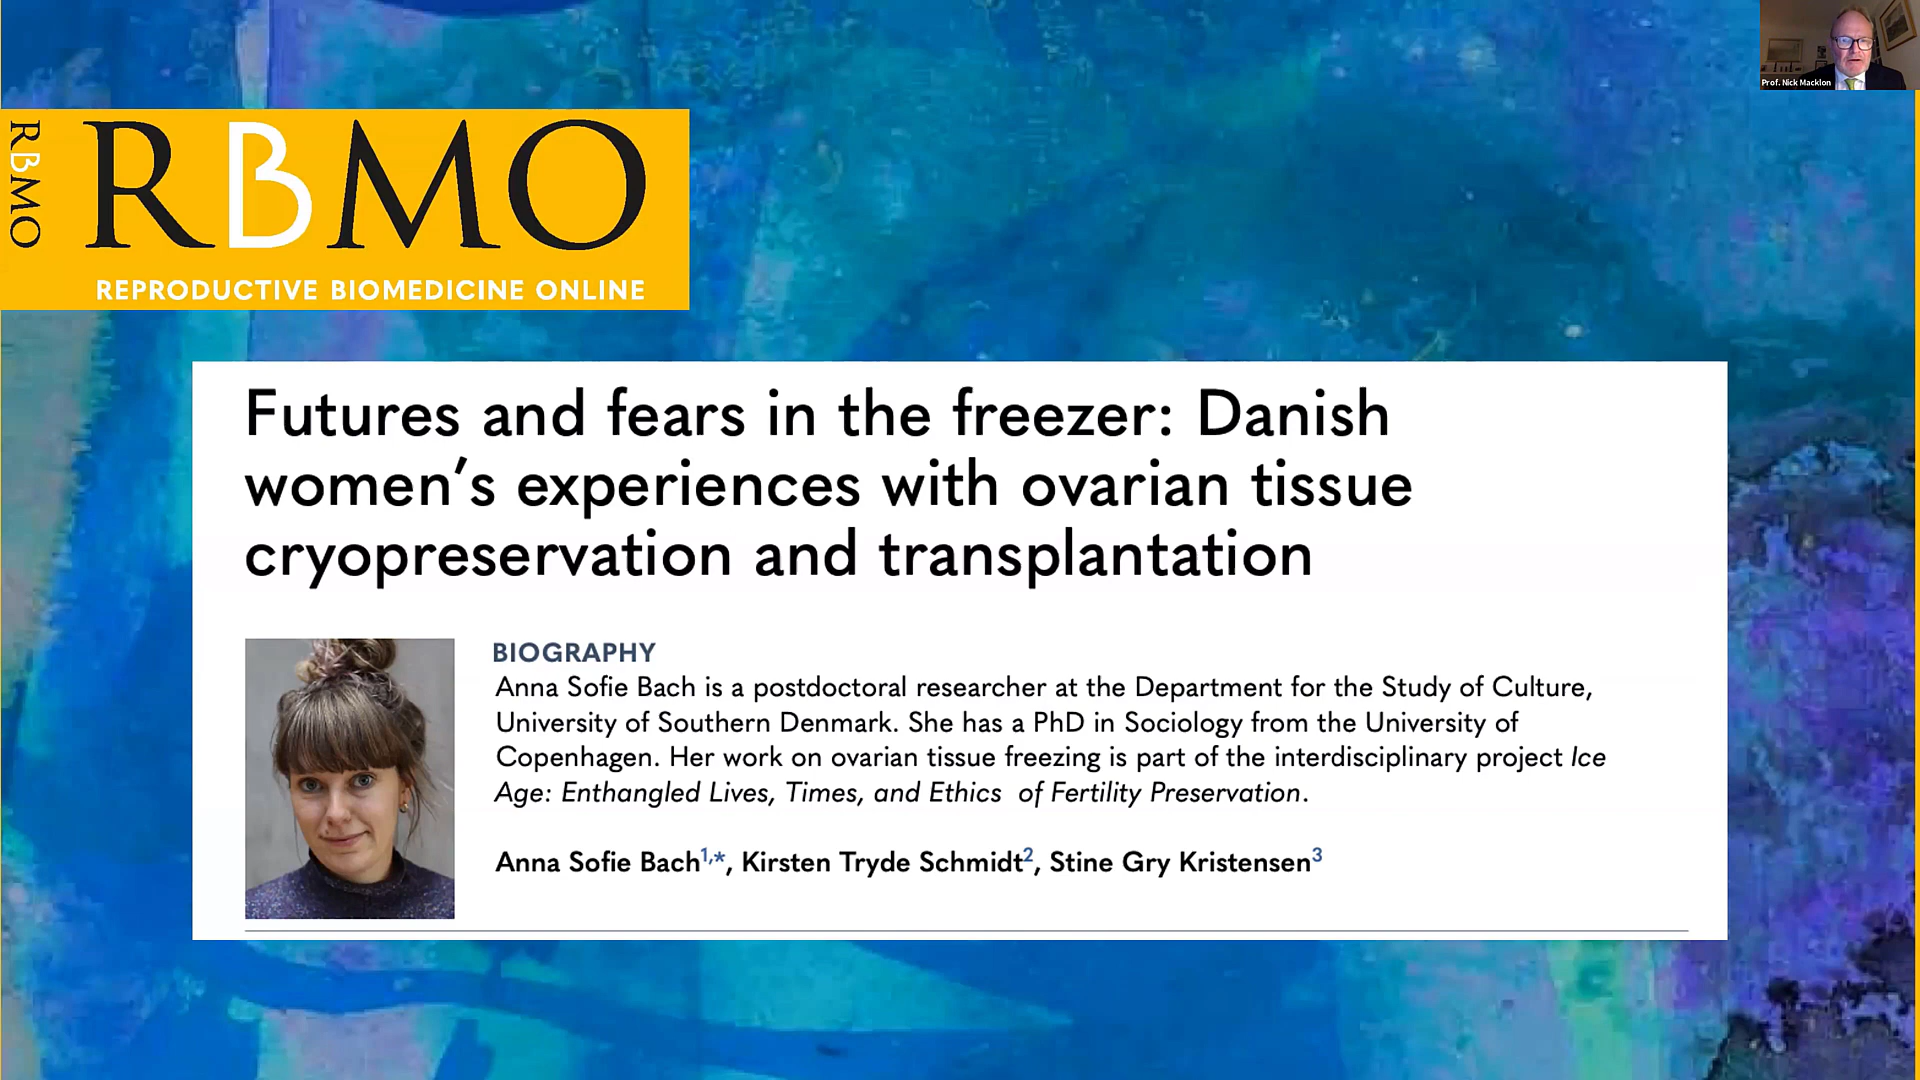 Prof. Nick Macklon
RBMO
RBMO
REPRODUCTIVE BIOMEDICINE ONLINE
Futures and fears in the freezer: Danish
women’s experiences with ovarian tissue
cryopreservation and transplantation
BIOGRAPHY
Anna Sofie Bach is a postdoctoral researcher at the Department for the Study of Culture,
University of Southern Denmark. She has a PhD in Sociology from the University of
Copenhagen. Her work on ovarian tissue freezing is part of the interdisciplinary project Ice
Age: Enthangled Lives, Times, and Ethics of Fertility Preservation.
Anna Sofie Bach1,*, Kirsten Tryde Schmidt2, Stine Gry Kristensen3